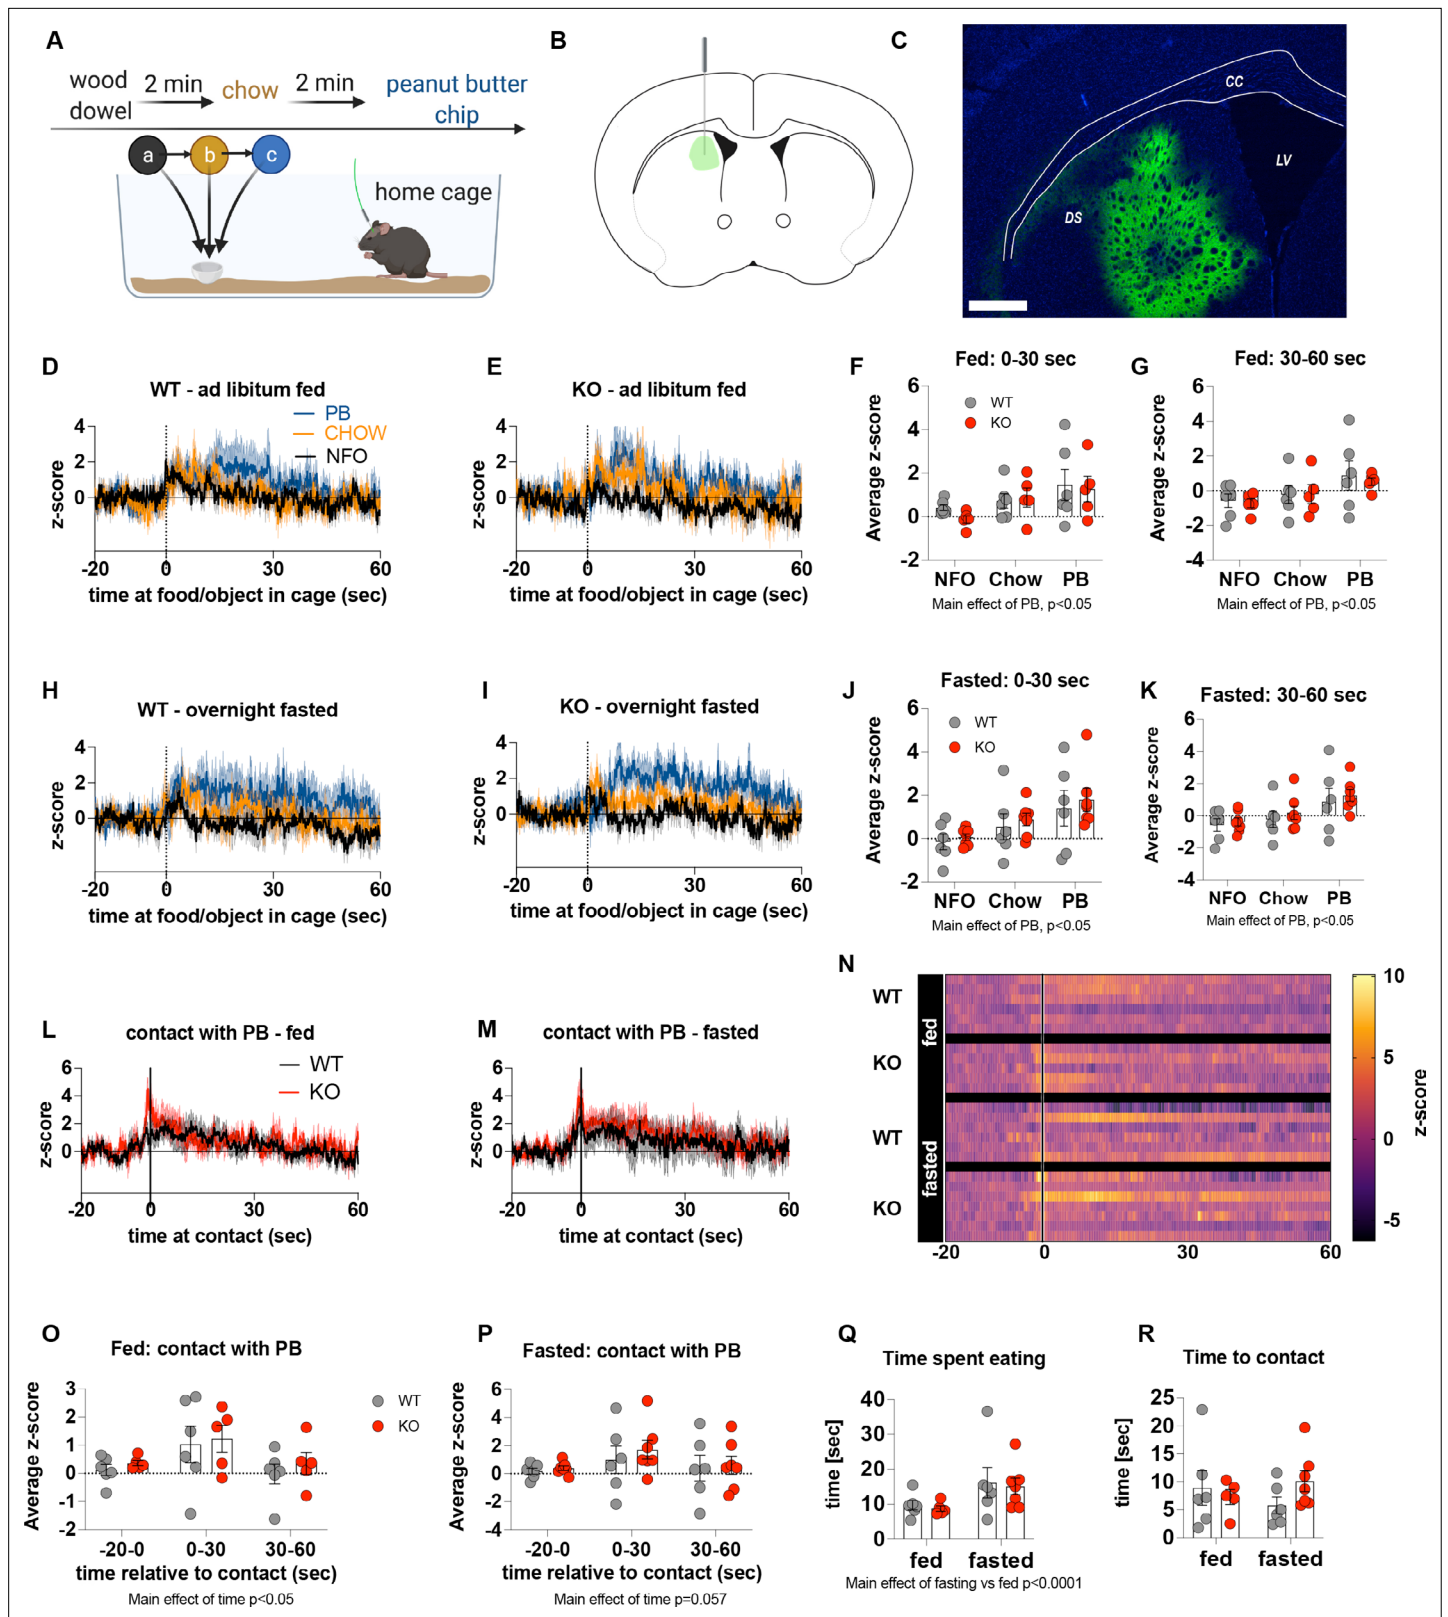 A
wood dowel
2 min
chow
2 min
peanut butter chip
a
b
c
home cage
B
C
CC
LV
DS
D
WT - ad libitum fed
PB
CHOW
NFO
z-score
4
2
0
-20
0
30
60
time at food/object in cage (sec)
E
KO - ad libitum fed
z-score
4
2
0
-20
0
30
60
time at food/object in cage (sec)
F
Fed: 0-30 sec
WT
KO
Average z-score
6
4
2
0
-2
NFO Chow PB
Main effect of PB, p<0.05
G
Fed: 30-60 sec
Average z-score
6
4
2
0
-2
-4
NFO Chow PB
Main effect of PB, p<0.05
H
WT - overnight fasted
z-score
4
2
0
-20
0
30
60
time at food/object in cage (sec)
I
KO - overnight fasted
z-score
4
2
0
-20
0
30
60
time at food/object in cage (sec)
J
Fasted: 0-30 sec
WT
KO
Average z-score
6
4
2
0
-2
NFO Chow PB
Main effect of PB, p<0.05
K
Fasted: 30-60 sec
Average z-score
6
4
2
0
-2
-4
NFO Chow PB
Main effect of PB, p<0.05
L
contact with PB - fed
WT
KO
z-score
6
4
2
0
-20
0
30
60
time at contact (sec)
M
contact with PB - fasted
z-score
6
4
2
0
-20
0
30
60
time at contact (sec)
N
WT
KO
WT
KO
fed
fasted
-20
0
30
60
10
5
0
-5
z-score
O
Fed: contact with PB
WT
KO
Average z-score
3
2
1
0
-1
-2
-20-0 0-30 30-60
time relative to contact (sec)
Main effect of time p<0.05
P
Fasted: contact with PB
Average z-score
6
4
2
0
-2
-4
-20-0 0-30 30-60
time relative to contact (sec)
Main effect of time p=0.057
Q
Time spent eating
time [sec]
40
30
20
10
0
fed fasted
Main effect of fasting vs fed p<0.0001
R
Time to contact
time [sec]
25
20
15
10
5
0
fed fasted